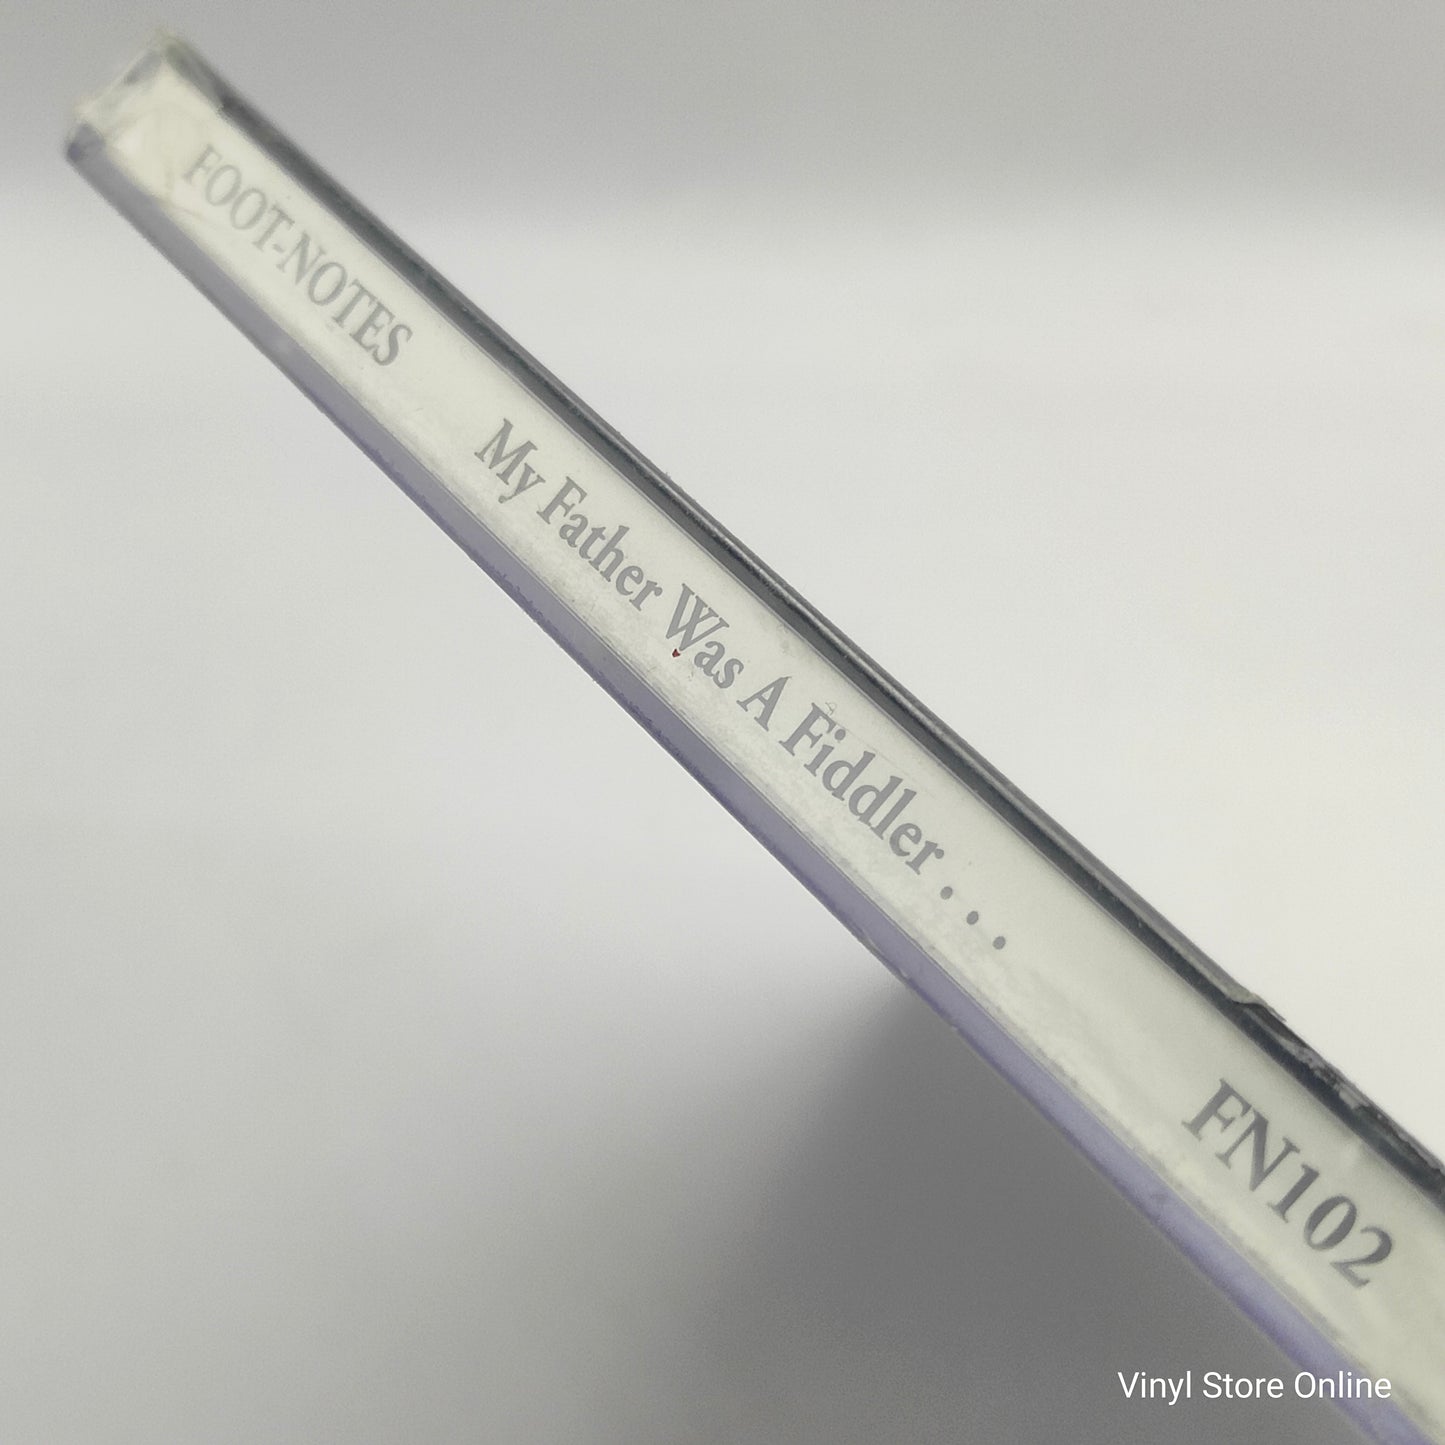 FOOT-NOTES My Father Was A Fiddler . . . FN102
Vinyl Store Online